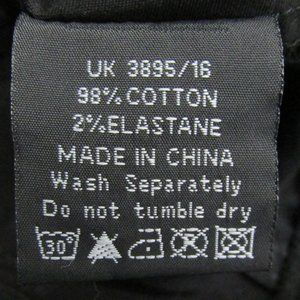 UK 3895/16
98%COTTON
2%ELASTANE
MADE IN CHINA
Wash Separately
Do not tumble dry
30°